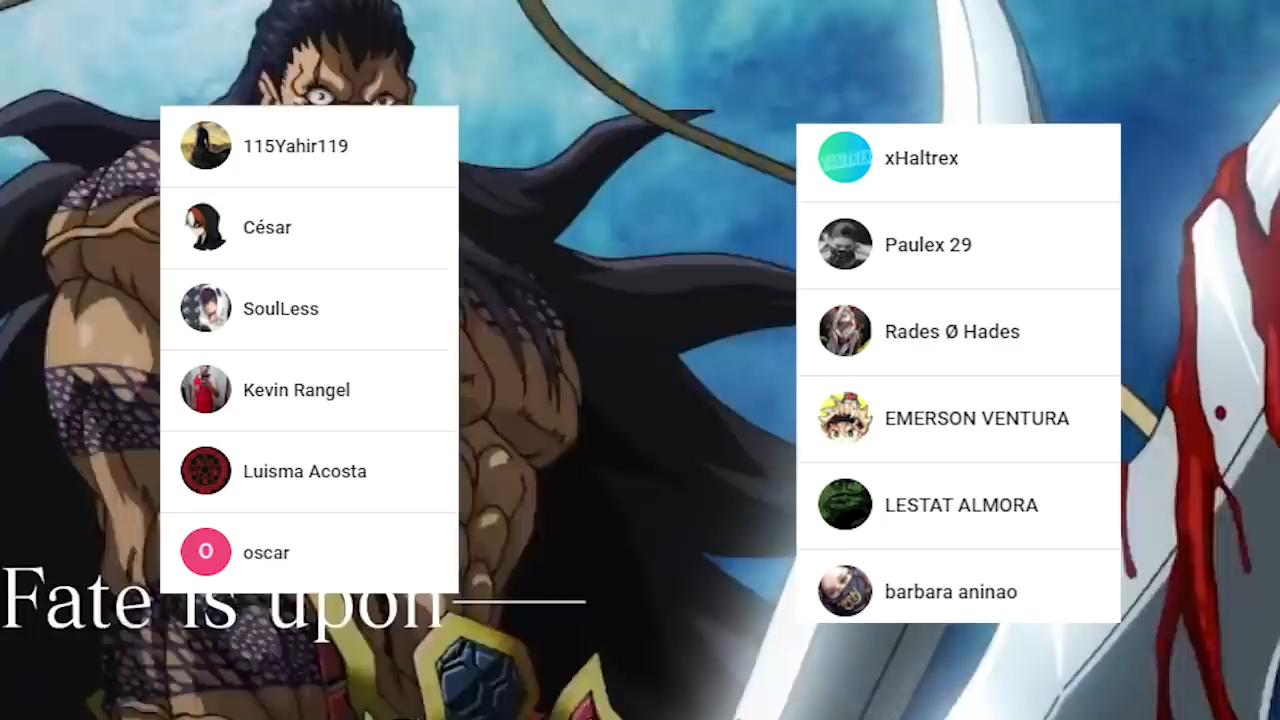 115Yahir119
César
SoulLess
Kevin Rangel
Luisma Acosta
O oscar
Fate is upon
xHaltrex
Paulex 29
Rades Ø Hades
EMERSON VENTURA
LESTAT ALMORA
barbara aninao